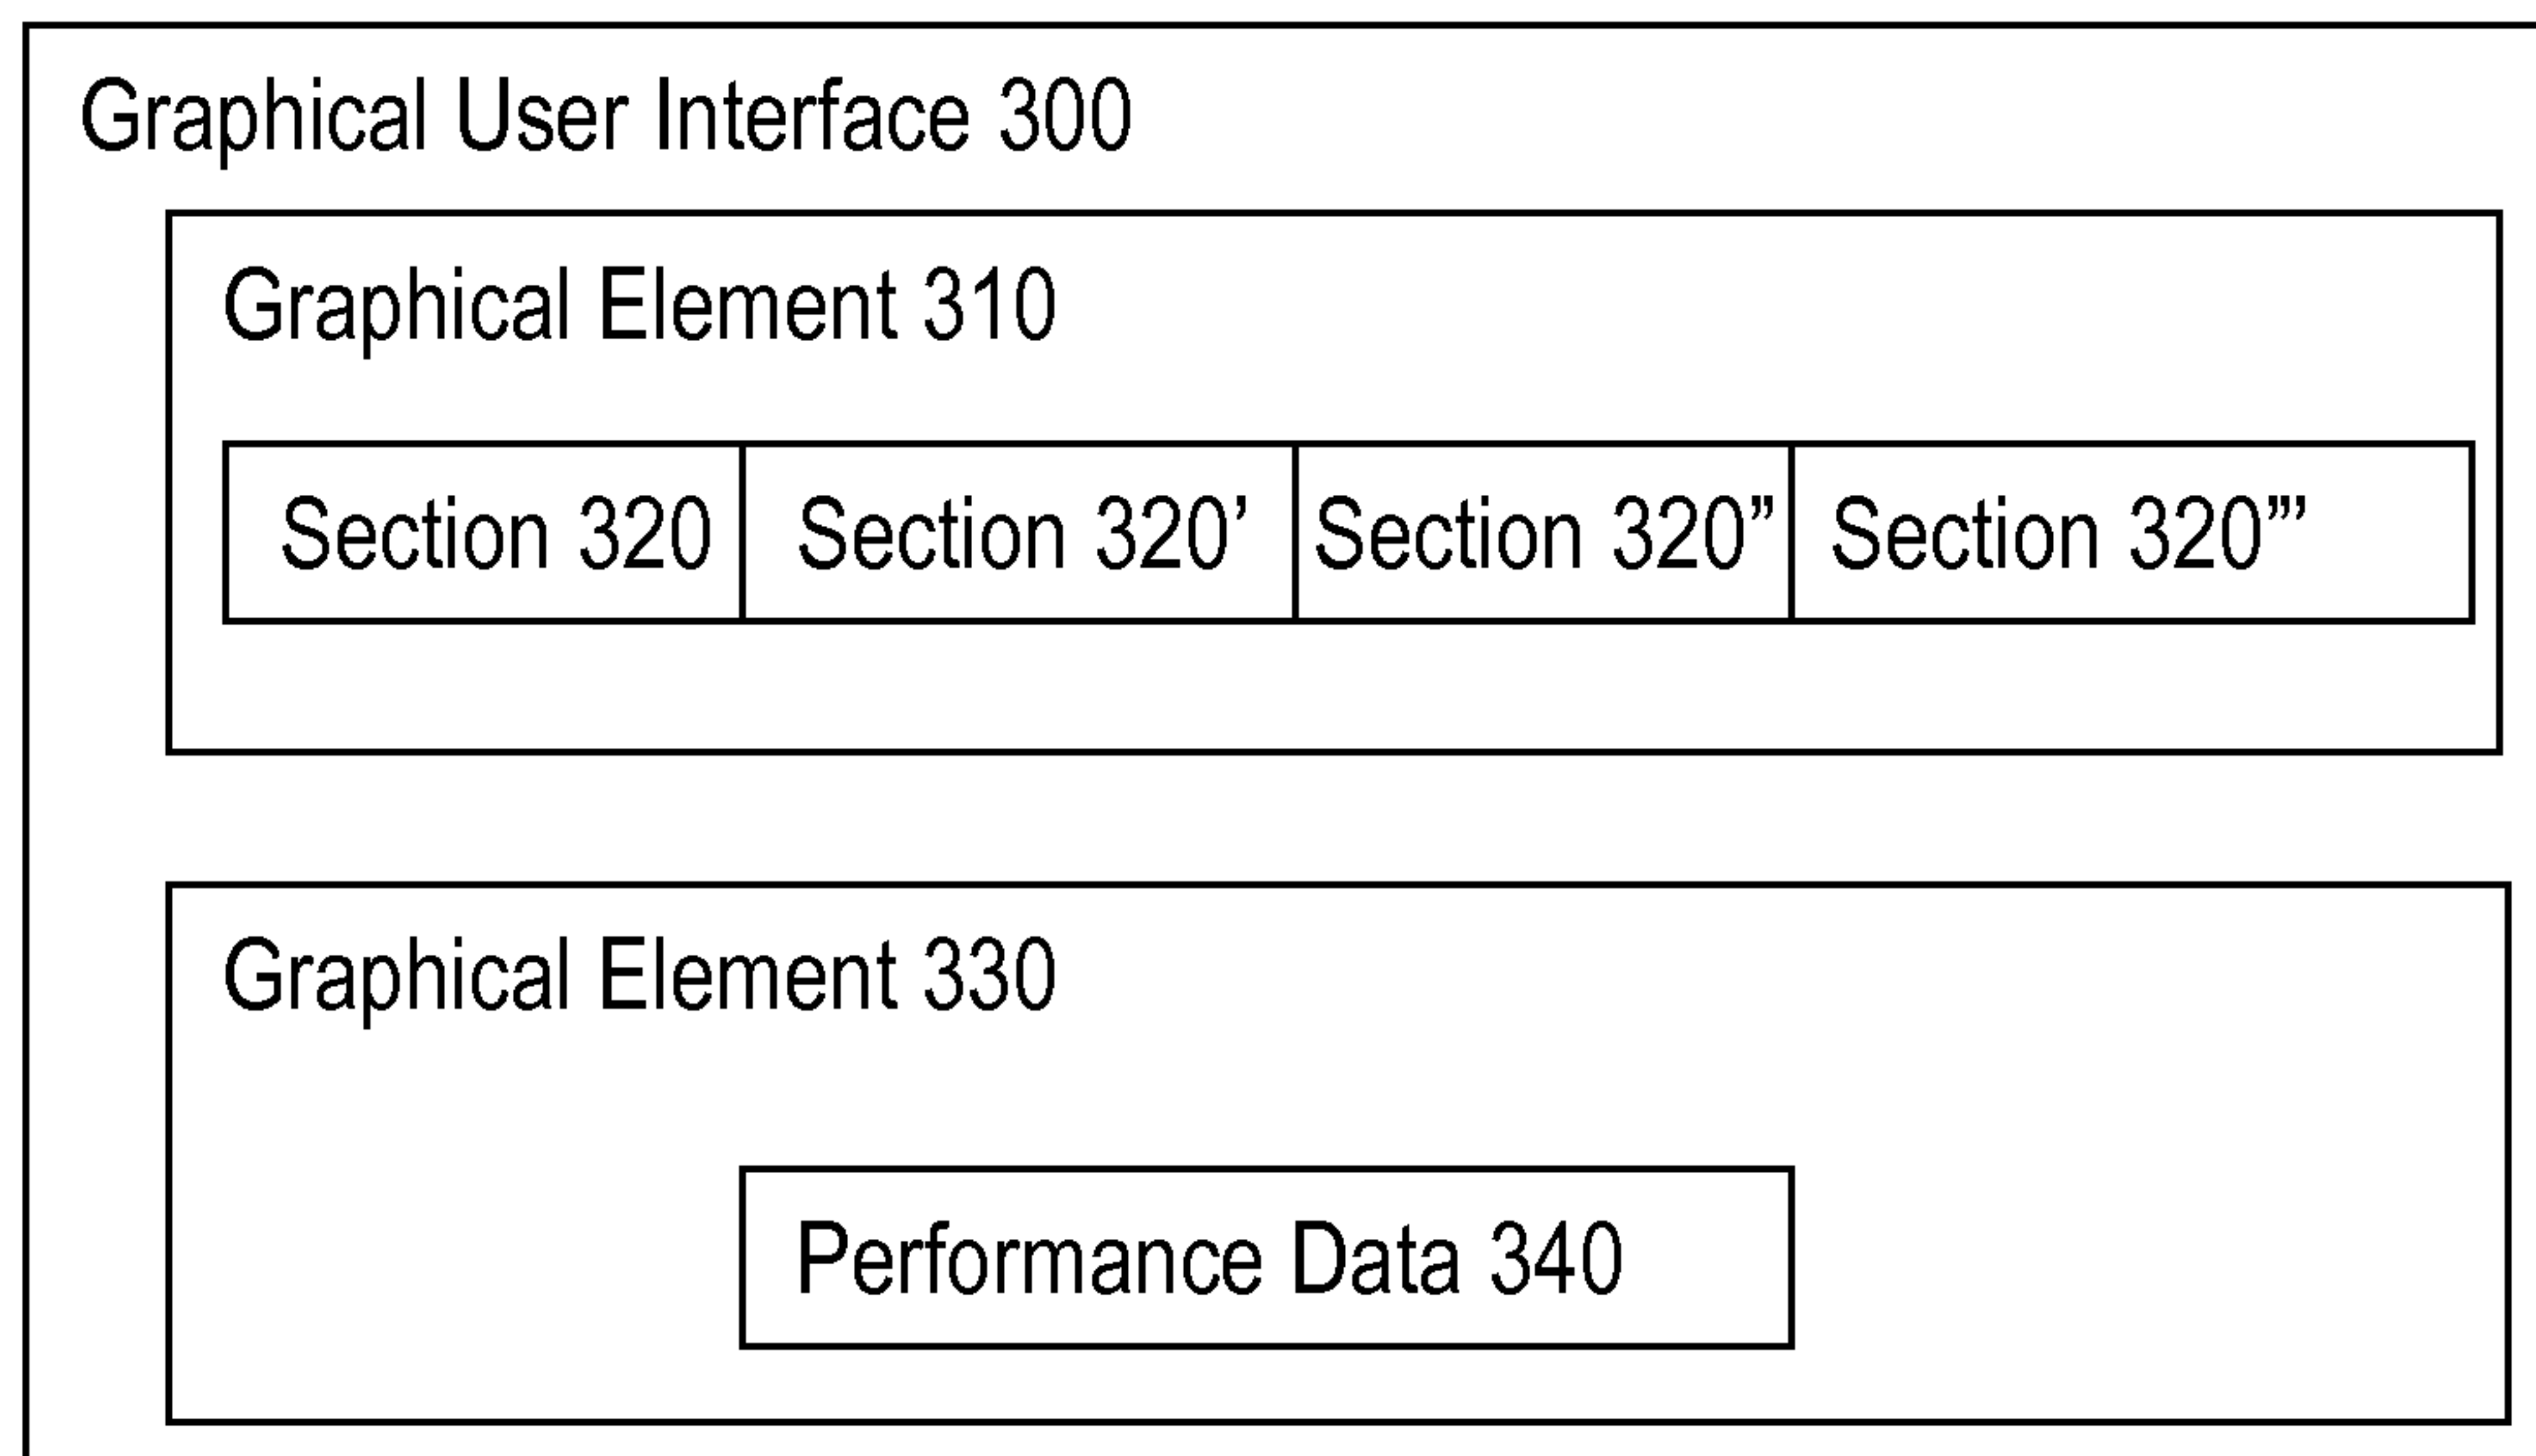 Graphical User Interface 300
Graphical Element 310
Section 320 Section 320’ Section 320” Section 320”’
Graphical Element 330
Performance Data 340